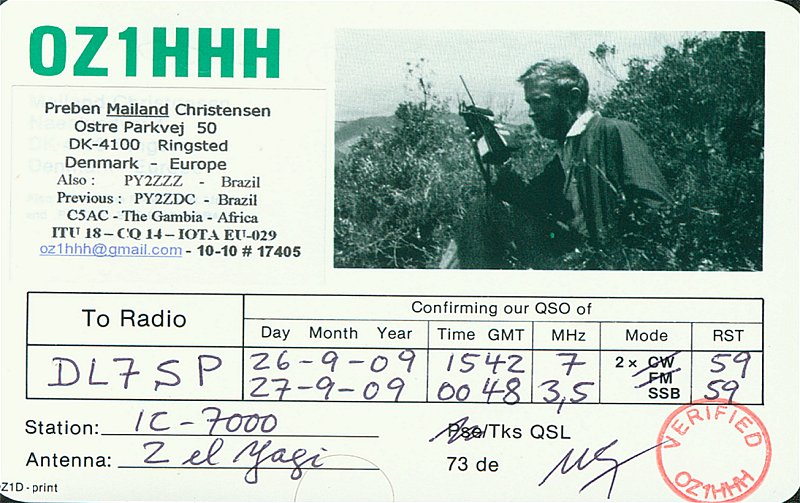 OZ1HHH
Preben Mailand Christensen
Ostre Parkvej 50
DK-4100 Ringsted
Denmark - Europe
Also : PY2ZZZ - Brazil
Previous : PY2ZDC - Brazil
C5AC - The Gambia - Africa
ITU 18 - CQ 14 - IOTA EU-029
oz1hhh@gmail.com - 10-10 # 17405
To Radio
Confirming our QSO of
Day Month Year Time GMT MHz Mode RST
DL7SP
26-9-09 1542 7 2 x CW 59
FM
27-9-09 0048 3,5 SSB 59
Station: IC-7000
Pse/Tks QSL
Antenna: 2 el Yagi
73 de
VERIFIED
OZ1HHH
Z1D - print